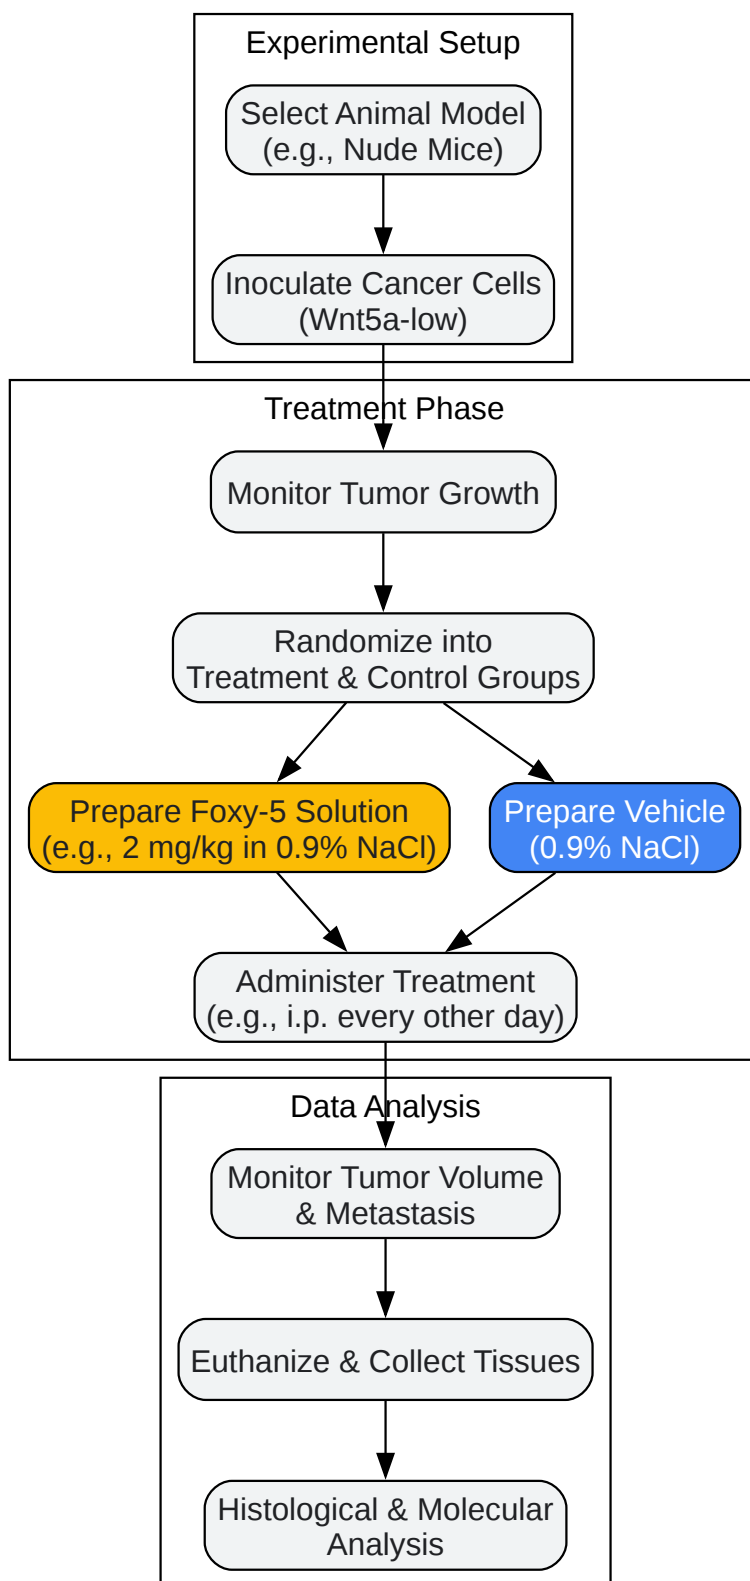 Experimental Setup
Select Animal Model
(e.g., Nude Mice)
Inoculate Cancer Cells
(Wnt5a-low)
Treatment Phase
Monitor Tumor Growth
Randomize into
Treatment & Control Groups
Prepare Foxy-5 Solution
(e.g., 2 mg/kg in 0.9% NaCl)
Prepare Vehicle
(0.9% NaCl)
Administer Treatment
(e.g., i.p. every other day)
Data Analysis
Monitor Tumor Volume
& Metastasis
Euthanize & Collect Tissues
Histological & Molecular
Analysis